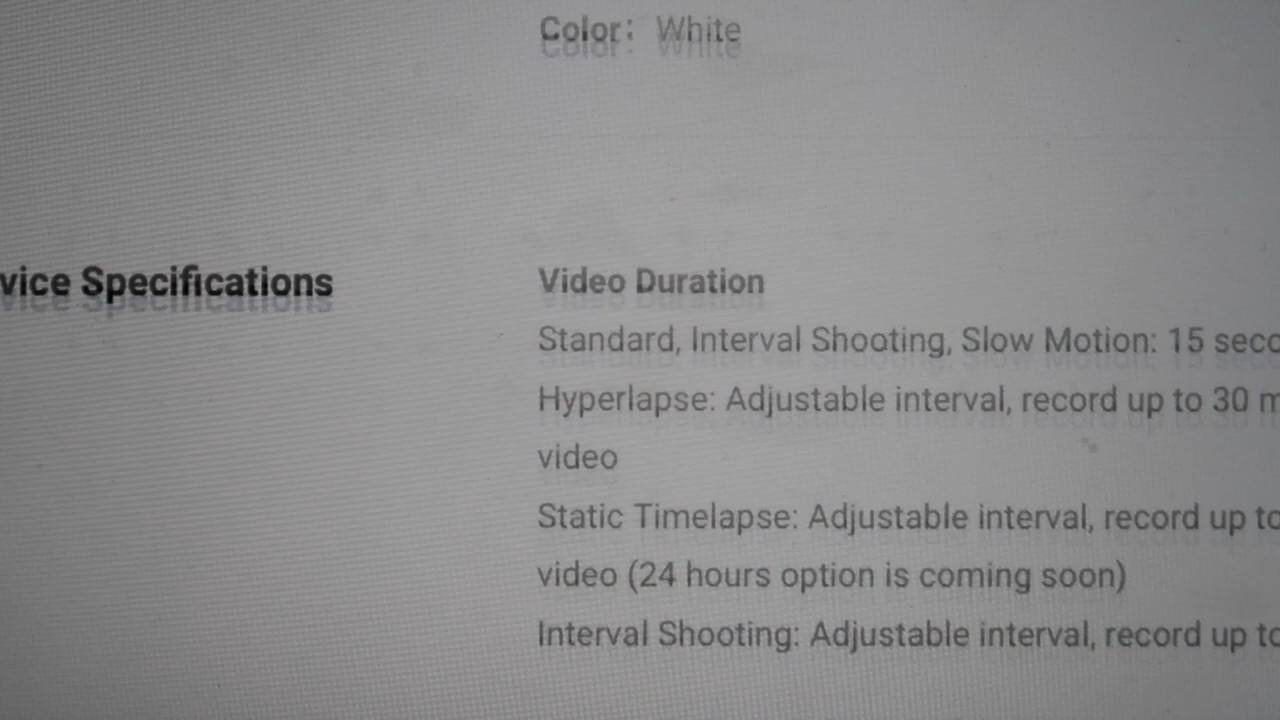 Color: White
Specifications
Video Duration
Standard, Interval Shooting, Slow Motion: 15
Hyperlapse: Adjustable interval, record up to 30
video
Static Timelapse: Adjustable interval, record up
video (24 hours option is coming soon)
Interval Shooting: Adjustable interval, record up